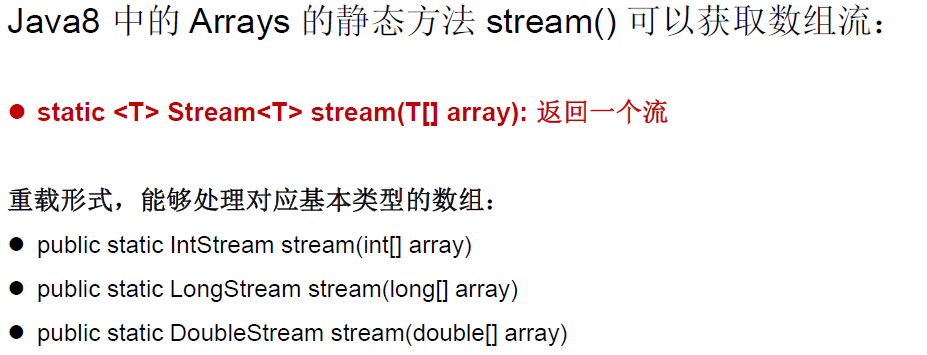 Java8 中的 Arrays 的静态方法 stream() 可以获取数组流：
● static <T> Stream<T> stream(T[] array): 返回一个流
重载形式，能够处理对应基本类型的数组：
● public static IntStream stream(int[] array)
● public static LongStream stream(long[] array)
● public static DoubleStream stream(double[] array)